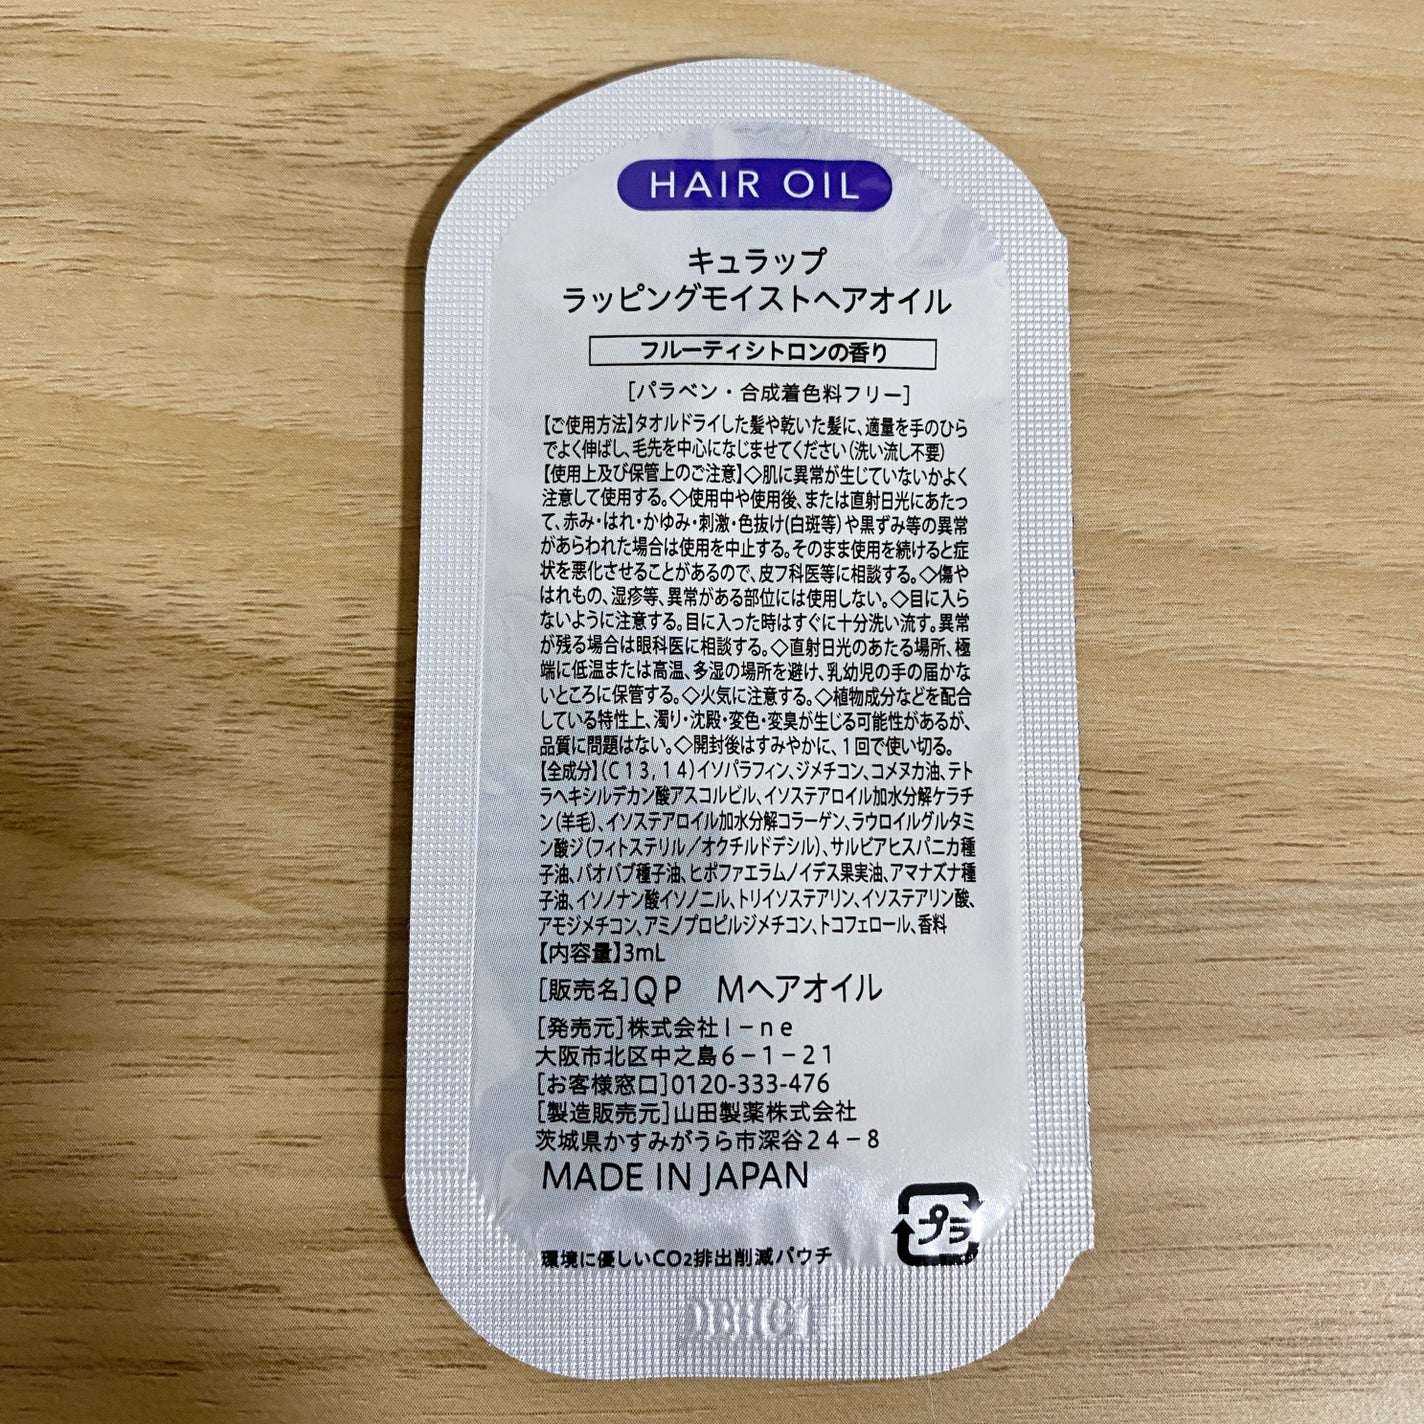 HAIR OIL
キュラップ
ラッピングモイストヘアオイル
フルーティシトロンの香り
[パラベン・合成着色料フリー]
【ご使用方法】タオルドライした髪や乾いた髪に、適量を手のひら
でよく伸ばし、毛先を中心になじませてください(洗い流し不要)
【使用上及び保管上のご注意】◇肌に異常が生じていないかよく
注意して使用する。◇使用中や使用後、または直射日光にあたっ
て、赤み・はれ・かゆみ・刺激・色抜け(白斑等)や黒ずみ等の異常
があらわれた場合は使用を中止する。そのまま使用を続けると症
状を悪化させることがあるので、皮フ科医等に相談する。◇傷や
はれもの、湿疹等、異常がある部位には使用しない。◇目に入ら
ないように注意する。目に入った時はすぐに十分洗い流す。異常
が残る場合は眼科医に相談する。◇直射日光のあたる場所、極
端に低温または高温、多湿の場所を避け、乳幼児の手の届かな
いところに保管する。◇火気に注意する。◇植物成分などを配合
している特性上、濁り・沈殿・変色・変臭が生じる可能性があるが、
品質に問題はない。◇開封後はすみやかに、1回で使い切る。
【全成分】(C13,14)イソパラフィン、ジメチコン、コメヌカ油、テト
ラヘキシルデカン酸アスコルビル、イソステアロイル加水分解ケラチ
ン(羊毛)、イソステアロイル加水分解コラーゲン、ラウロイルグルタミ
ン酸ジ(フィトステリル/オクチルドデシル)、サルビアヒスパニカ種
子油、バオバブ種子油、ヒポファエラムノイデス果実油、アマナズナ種
子油、イソノナン酸イソノニル、トリイソステアリン、イソステアリン酸、
アモジメチコン、アミノプロピルジメチコン、トコフェロール、香料
【内容量】3mL
[販売名]QP Mヘアオイル
[発売元]株式会社I-ne
大阪市北区中之島6-1-21
[お客様窓口]0120-333-476
[製造販売元]山田製薬株式会社
茨城県かすみがうら市深谷24-8
MADE IN JAPAN
プラ
環境に優しいCO2排出削減パウチ